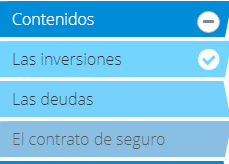 Contenidos
Las inversiones
Las deudas
El contrato de seguro